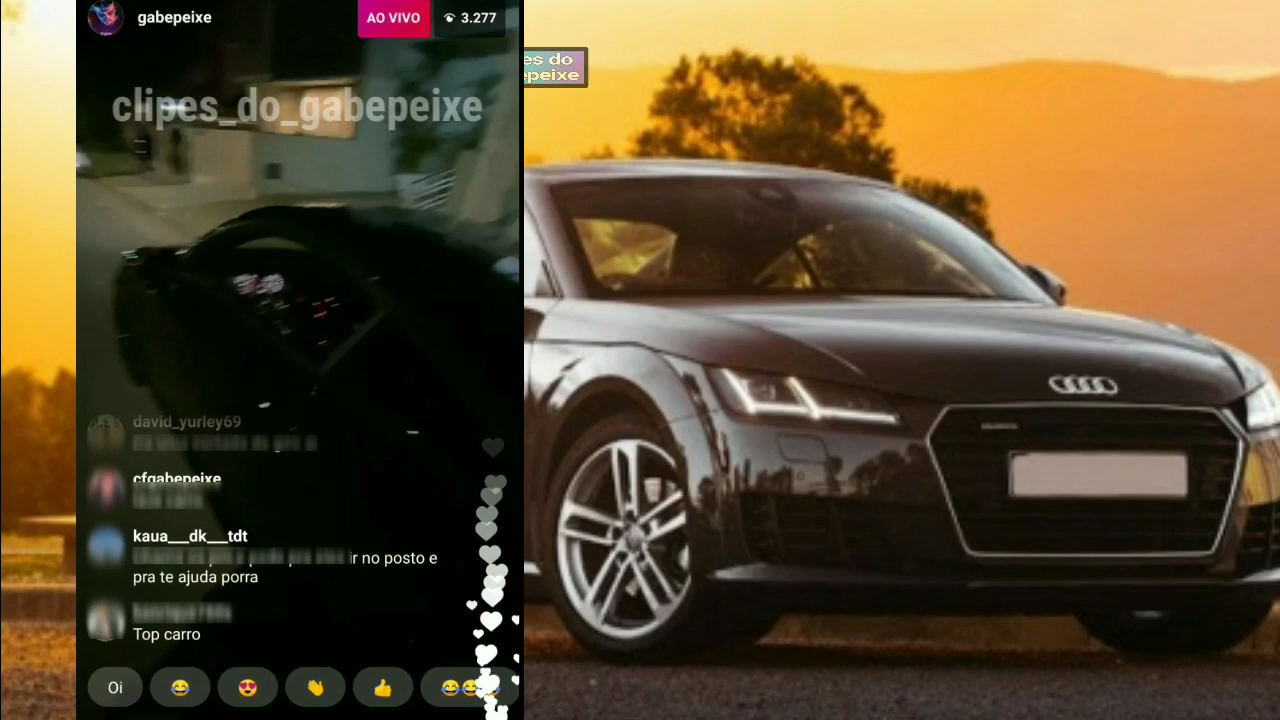 gabepeixe
AO VIVO
3.277
clipes_do_gabepeixe
es do
epeixe
david_yurley69
cfgabepeixe
kaua___dk___tdt
ir no posto e
pra te ajuda porra
Top carro
Oi